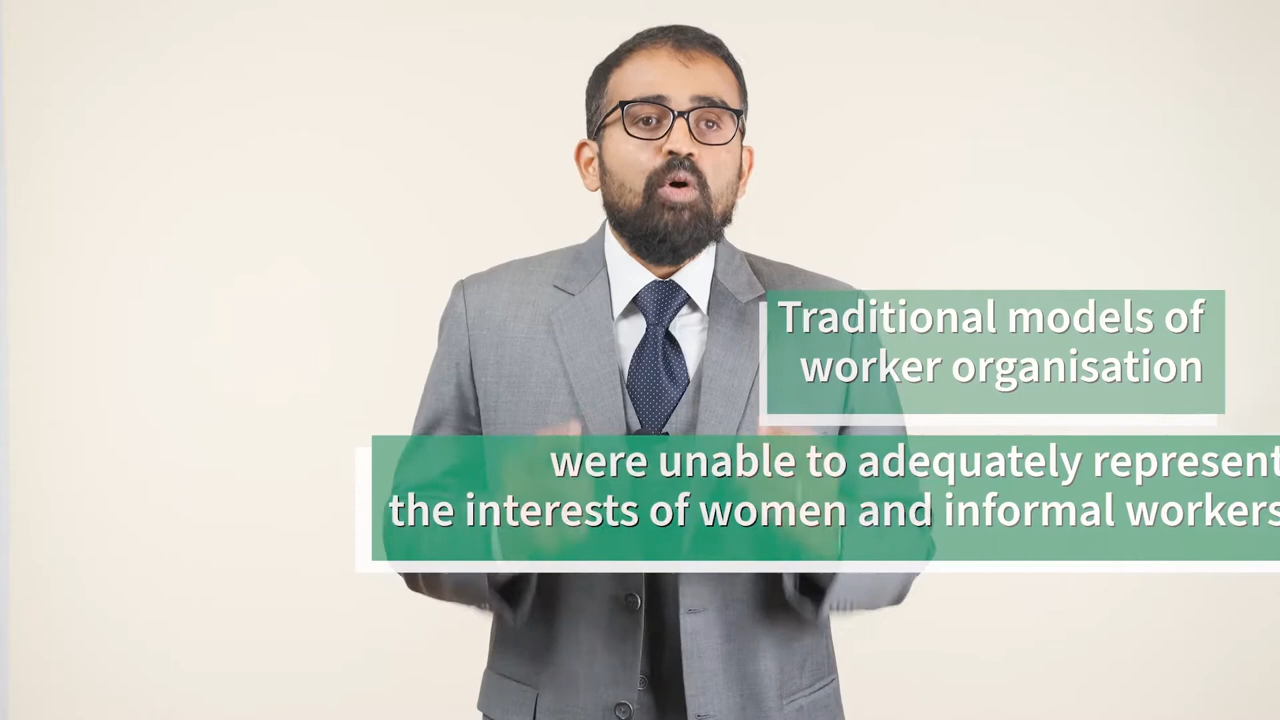 Traditional models of
worker organisation
were unable to adequately represent
the interests of women and informal workers